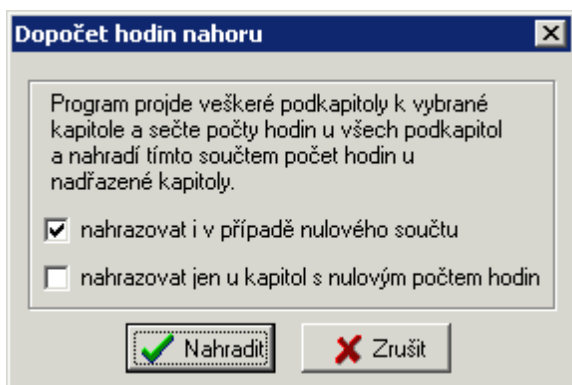 Dopočet hodin nahoru
Program projde veškeré podkapitoly k vybrané
kapitole a sečte počty hodin u všech podkapitol
a nahradí tímto součtem počet hodin u
nadřazené kapitoly.
nahrazovat i v případě nulového součtu
nahrazovat jen u kapitol s nulovým počtem hodin
Nahradit Zrušit